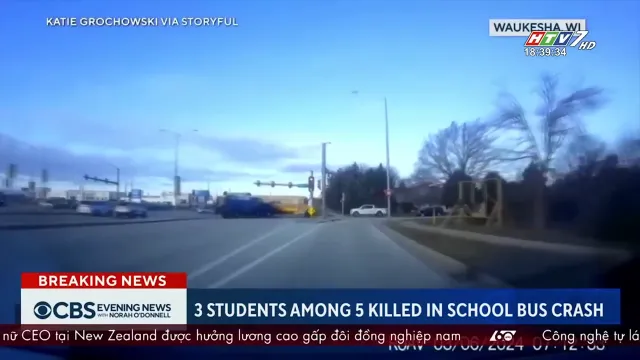 KATIE GROCHOWSKI VIA STORYFUL
WAUKESHA, WI
HTV7 HD
18:39:34
BREAKING NEWS
CBS EVENING NEWS
WITH NORAH O'DONNELL
3 STUDENTS AMONG 5 KILLED IN SCHOOL BUS CRASH
nữ CEO tại New Zealand được hưởng lương cao gấp đôi đồng nghiệp nam
60
Công nghệ tự lá